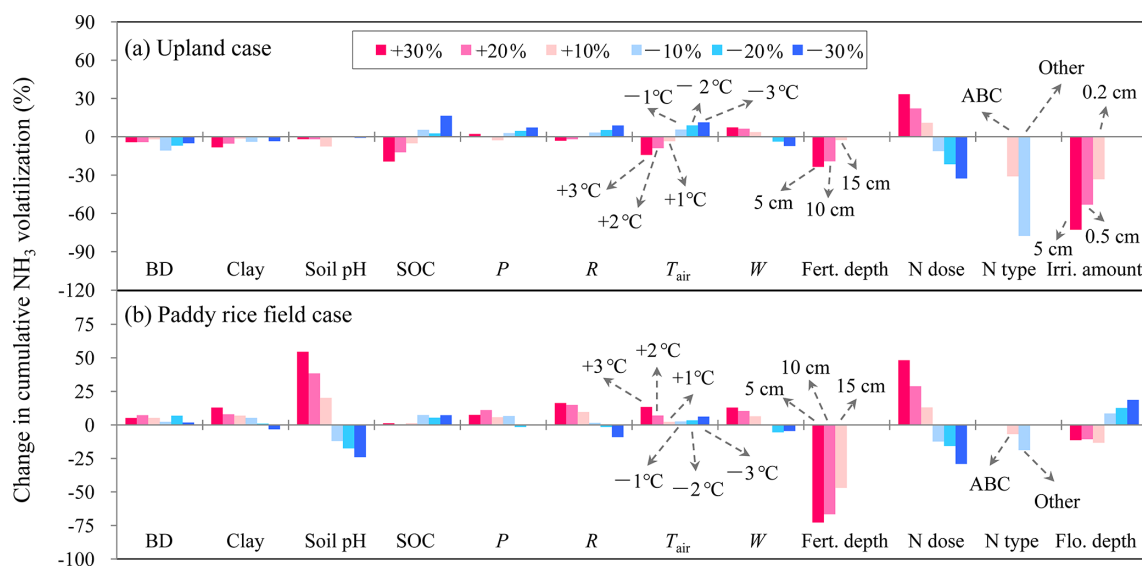 Change in cumulative NH3 volatilization (%)
90
(a) Upland case
+30% +20% +10% −10% −20% −30%
60
−1℃ −2℃ −3℃ ABC Other 0.2 cm
30
0
-30
+3℃ +2℃ +1℃ 5 cm 10 cm 15 cm
-60
5 cm 0.5 cm
-90
BD Clay Soil pH SOC P R Tair W Fert. depth N dose N type Irri. amount
-120
(b) Paddy rice field case
75
50
+3℃ +2℃ +1℃ 5 cm 10 cm 15 cm
25
0
-25
−1℃ −2℃ −3℃ ABC Other
-50
-75
BD Clay Soil pH SOC P R Tair W Fert. depth N dose N type Flo. depth
-100